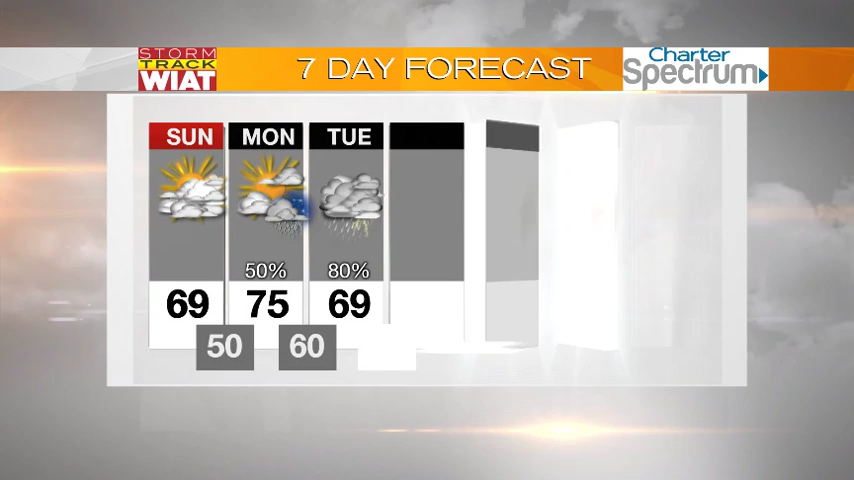 STORM
TRACK
WIAT
7 DAY FORECAST
Charter
Spectrum
SUN MON TUE
50% 80%
69 75 69
50 60